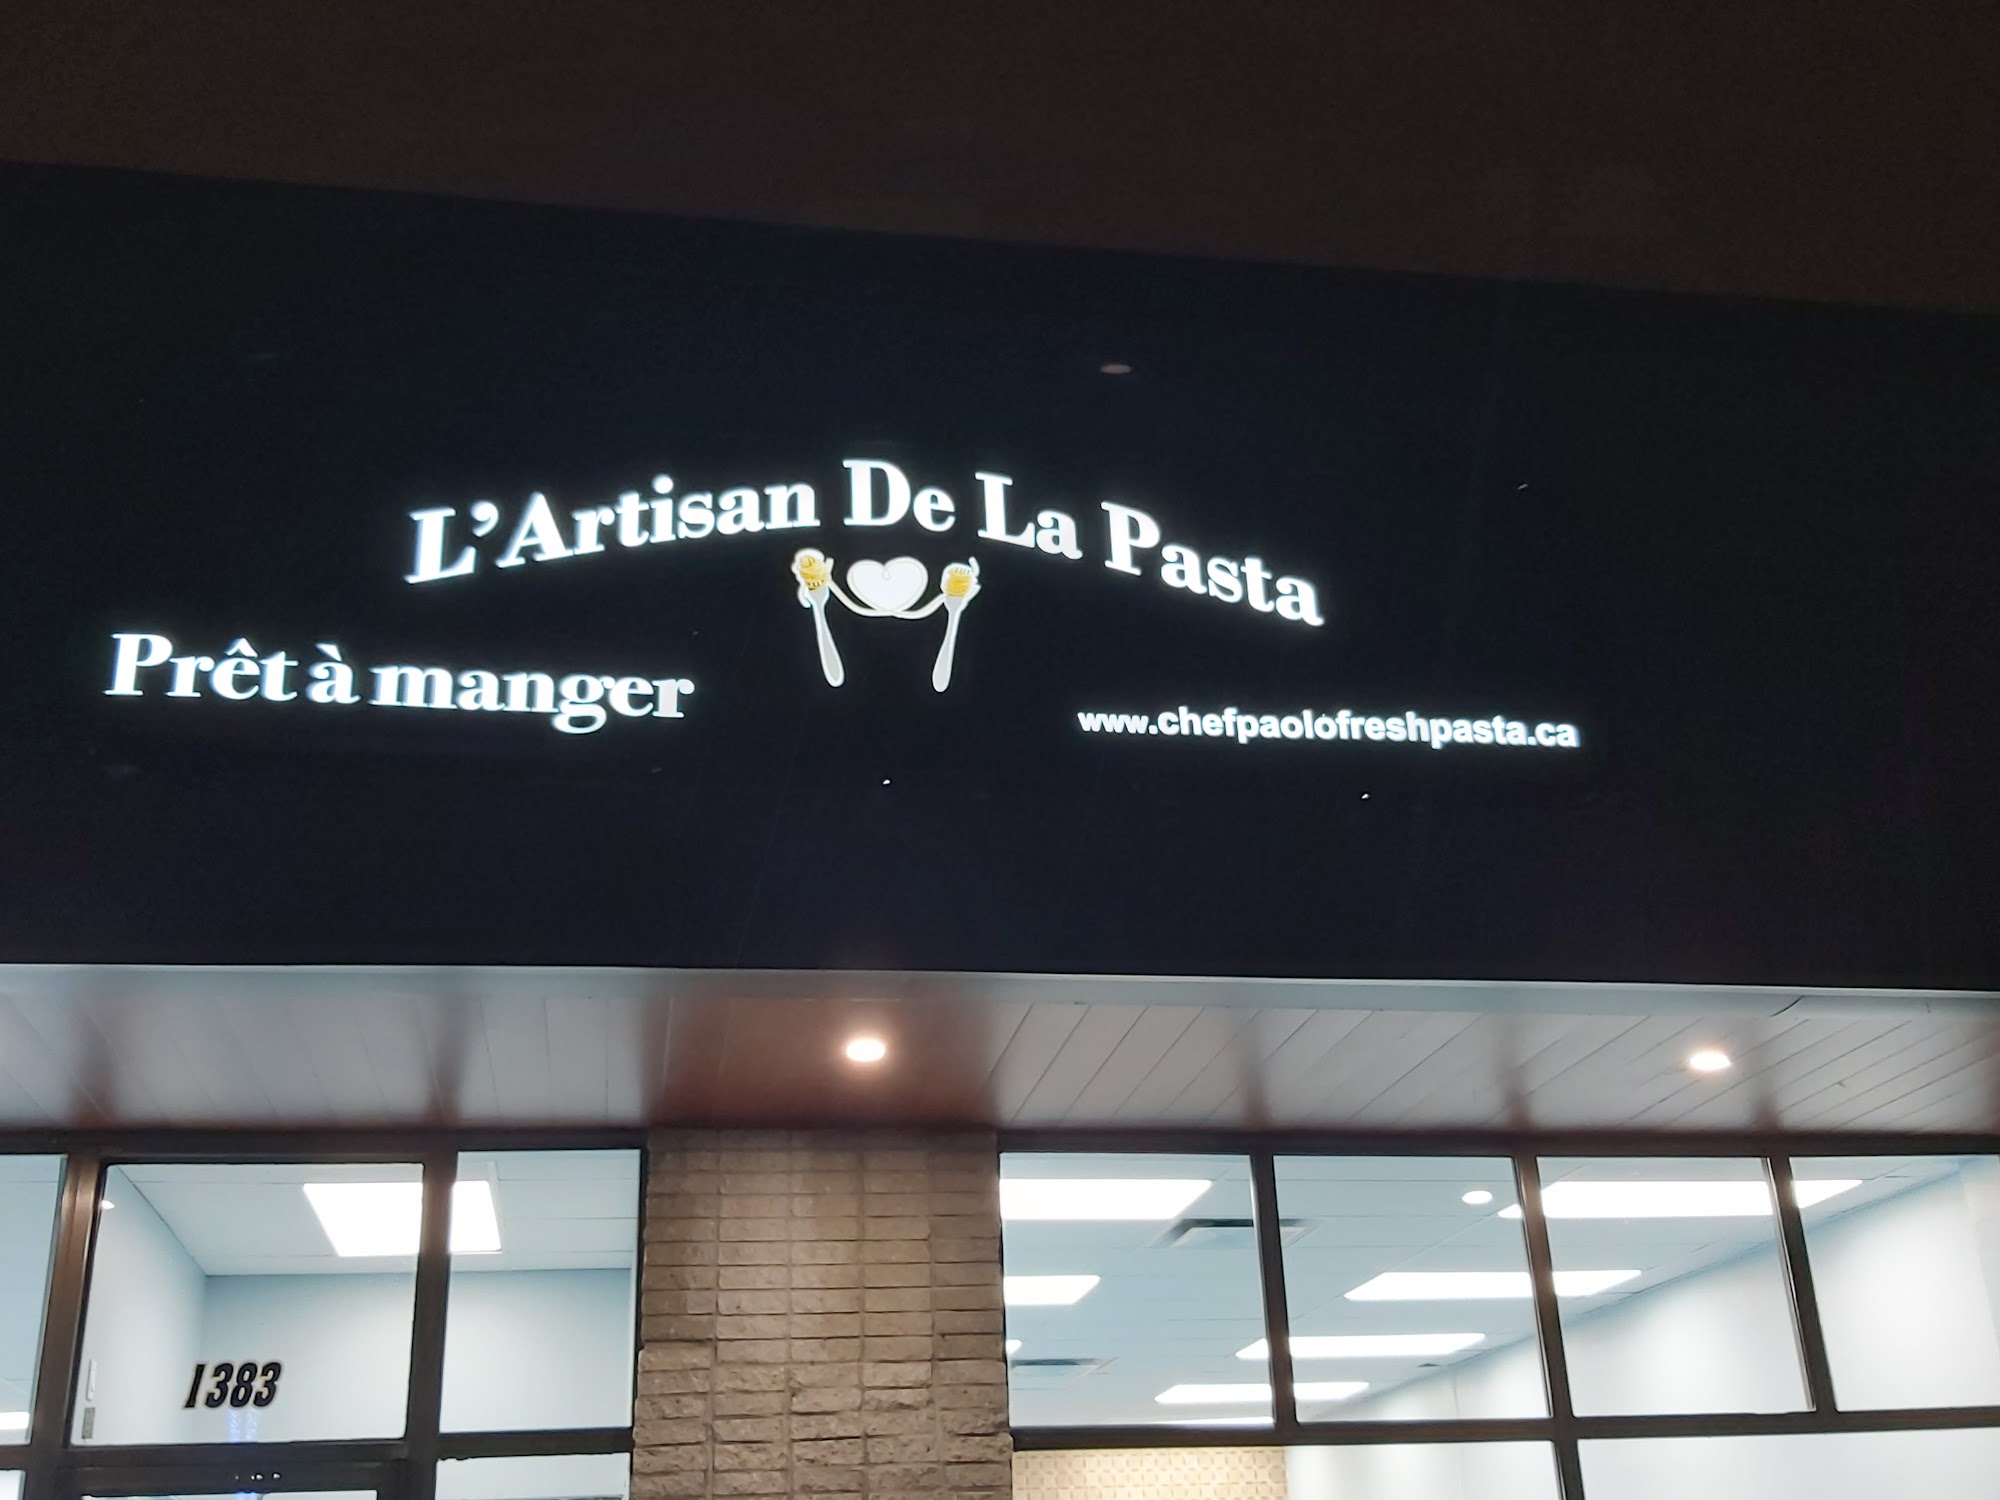 L'Artisan De La Pasta
Prêt à manger
www.chefpaolofreshpasta.ca
1383